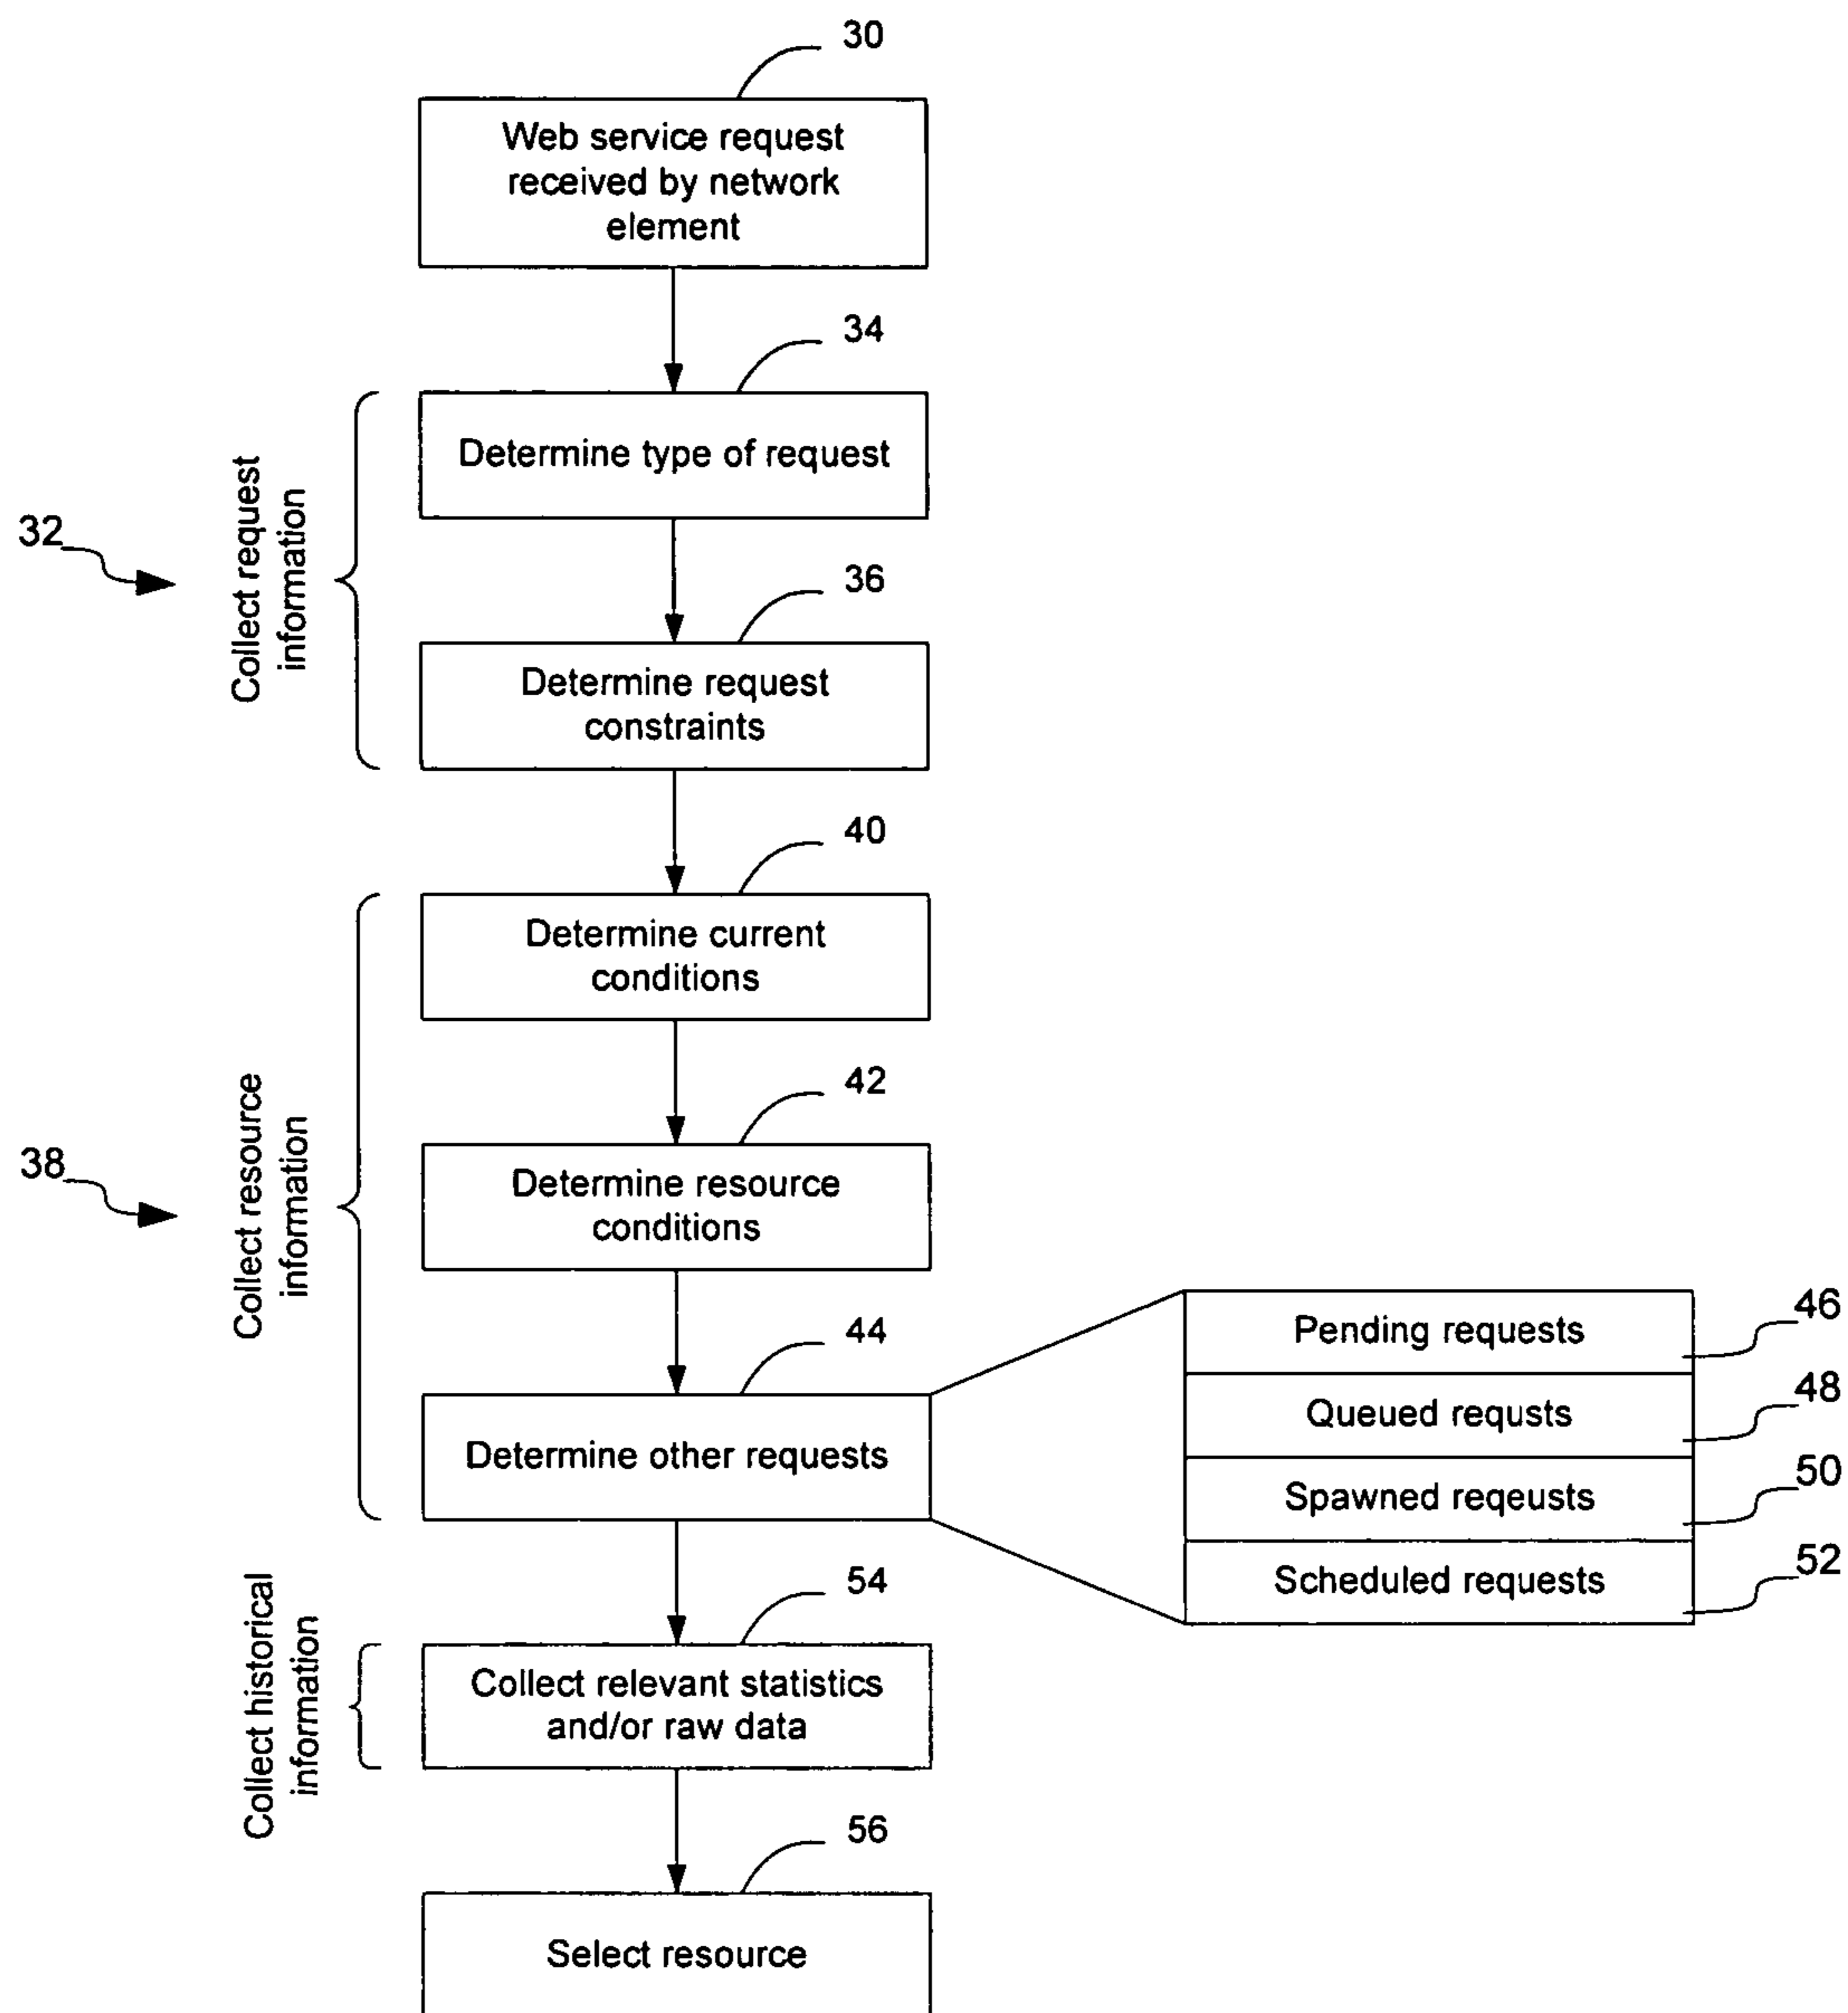 30
Web service request
received by network
element
34
Determine type of request
32
Collect request
information
36
Determine request
constraints
40
Determine current
conditions
42
38
Collect resource
information
Determine resource
conditions
44
Determine other requests
Pending requests
46
Queued requsts
48
Spawned reqeusts
50
Scheduled requests
52
54
Collect historical
information
Collect relevant statistics
and/or raw data
56
Select resource